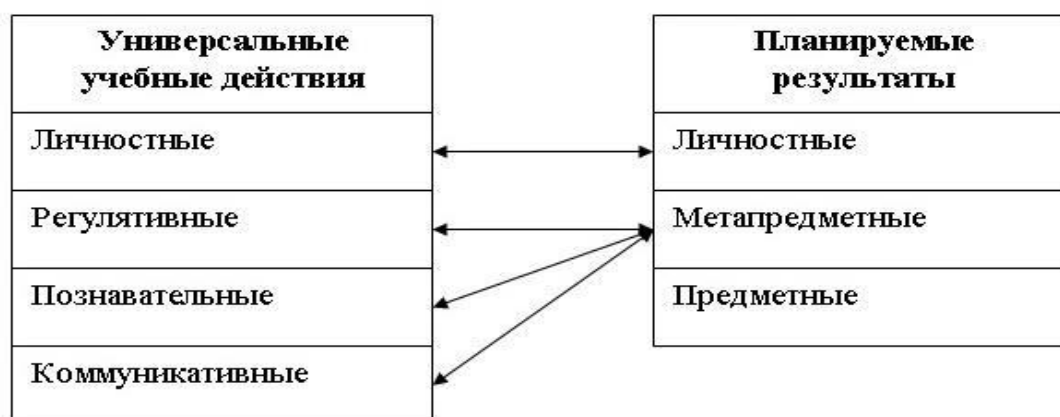 Универсальные
учебные действия
Личностные
Регулятивные
Познавательные
Коммуникативные
Планируемые
результаты
Личностные
Метапредметные
Предметные